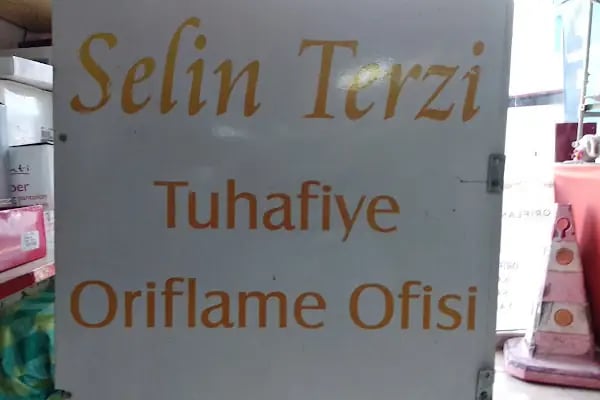 Selin Terzi
Tuhafiye
Oriflame Ofisi